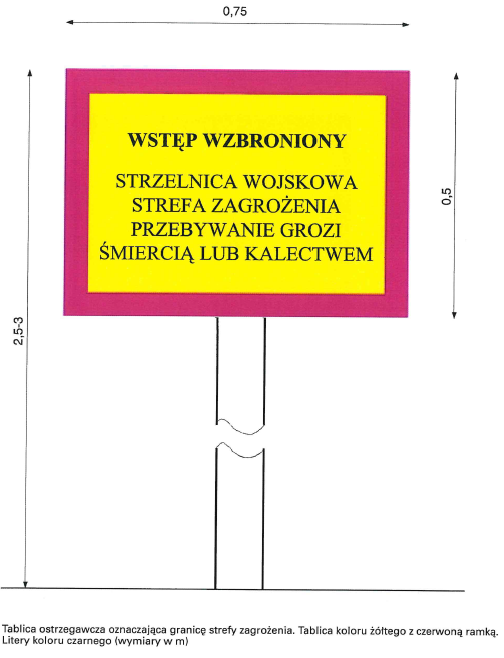 0,75
WSTĘP WZBRONIONY
STRZELNICA WOJSKOWA
STREFA ZAGROŻENIA
PRZEBYWANIE GROZI
ŚMIERCIĄ LUB KALECTWEM
0,5
2,5-3
Tablica ostrzegawcza oznaczająca granicę strefy zagrożenia. Tablica koloru żółtego z czerwoną ramką.
Litery koloru czarnego (wymiary w m)